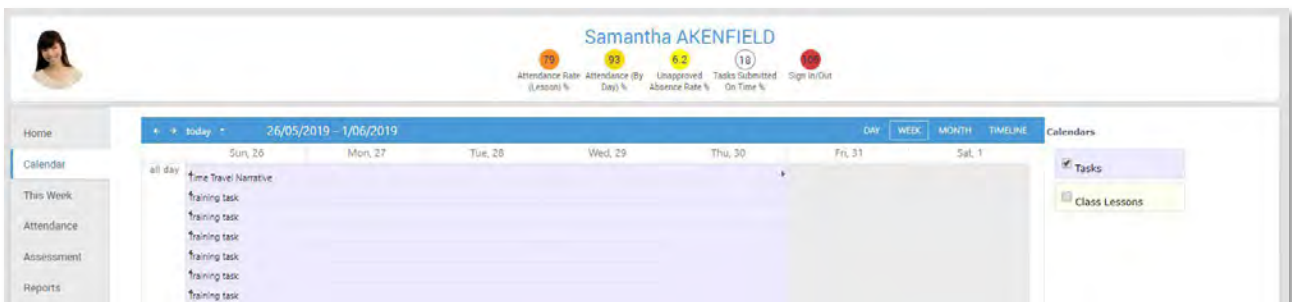 Samantha AKENFIELD
79 93 6.2 18 109
Attendance Rate (Lesson) %
Attendance (By Day) %
Unapproved Absence Rate %
Tasks Submitted On Time %
Sign In/Out
Home
Calendar
This Week
Attendance
Assessment
Reports
today 26/05/2019 – 1/06/2019 DAY WEEK MONTH TIMELINE
Sun, 26 Mon, 27 Tue, 28 Wed, 29 Thu, 30 Fri, 31 Sat, 1
all day
Time Travel Narrative
Training task
Training task
Training task
Training task
Training task
Training task
Calendars
Tasks
Class Lessons